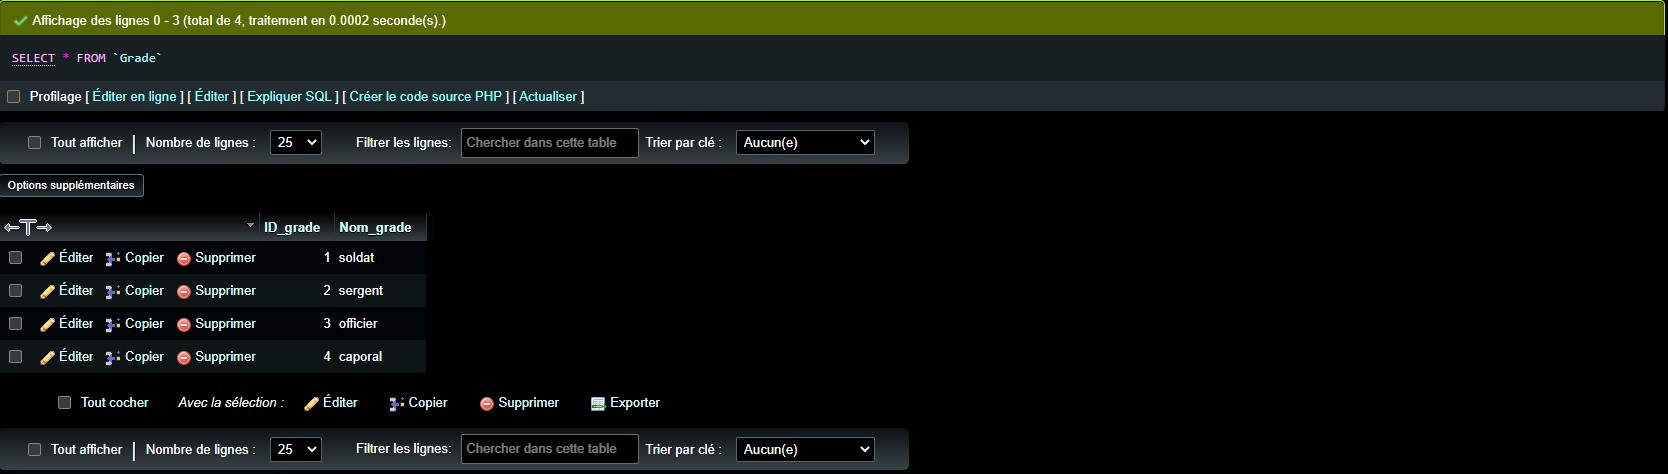 Affichage des lignes 0 - 3 (total de 4, traitement en 0.0002 seconde(s).)
SELECT * FROM `Grade`
Profilage [ Éditer en ligne ] [ Éditer ] [ Expliquer SQL ] [ Créer le code source PHP ] [ Actualiser ]
Tout afficher Nombre de lignes : 25 Filtrer les lignes: Chercher dans cette table Trier par clé : Aucun(e)
Options supplémentaires
ID_grade Nom_grade
Éditer Copier Supprimer 1 soldat
Éditer Copier Supprimer 2 sergent
Éditer Copier Supprimer 3 officier
Éditer Copier Supprimer 4 caporal
Tout cocher Avec la sélection : Éditer Copier Supprimer Exporter
Tout afficher Nombre de lignes : 25 Filtrer les lignes: Chercher dans cette table Trier par clé : Aucun(e)